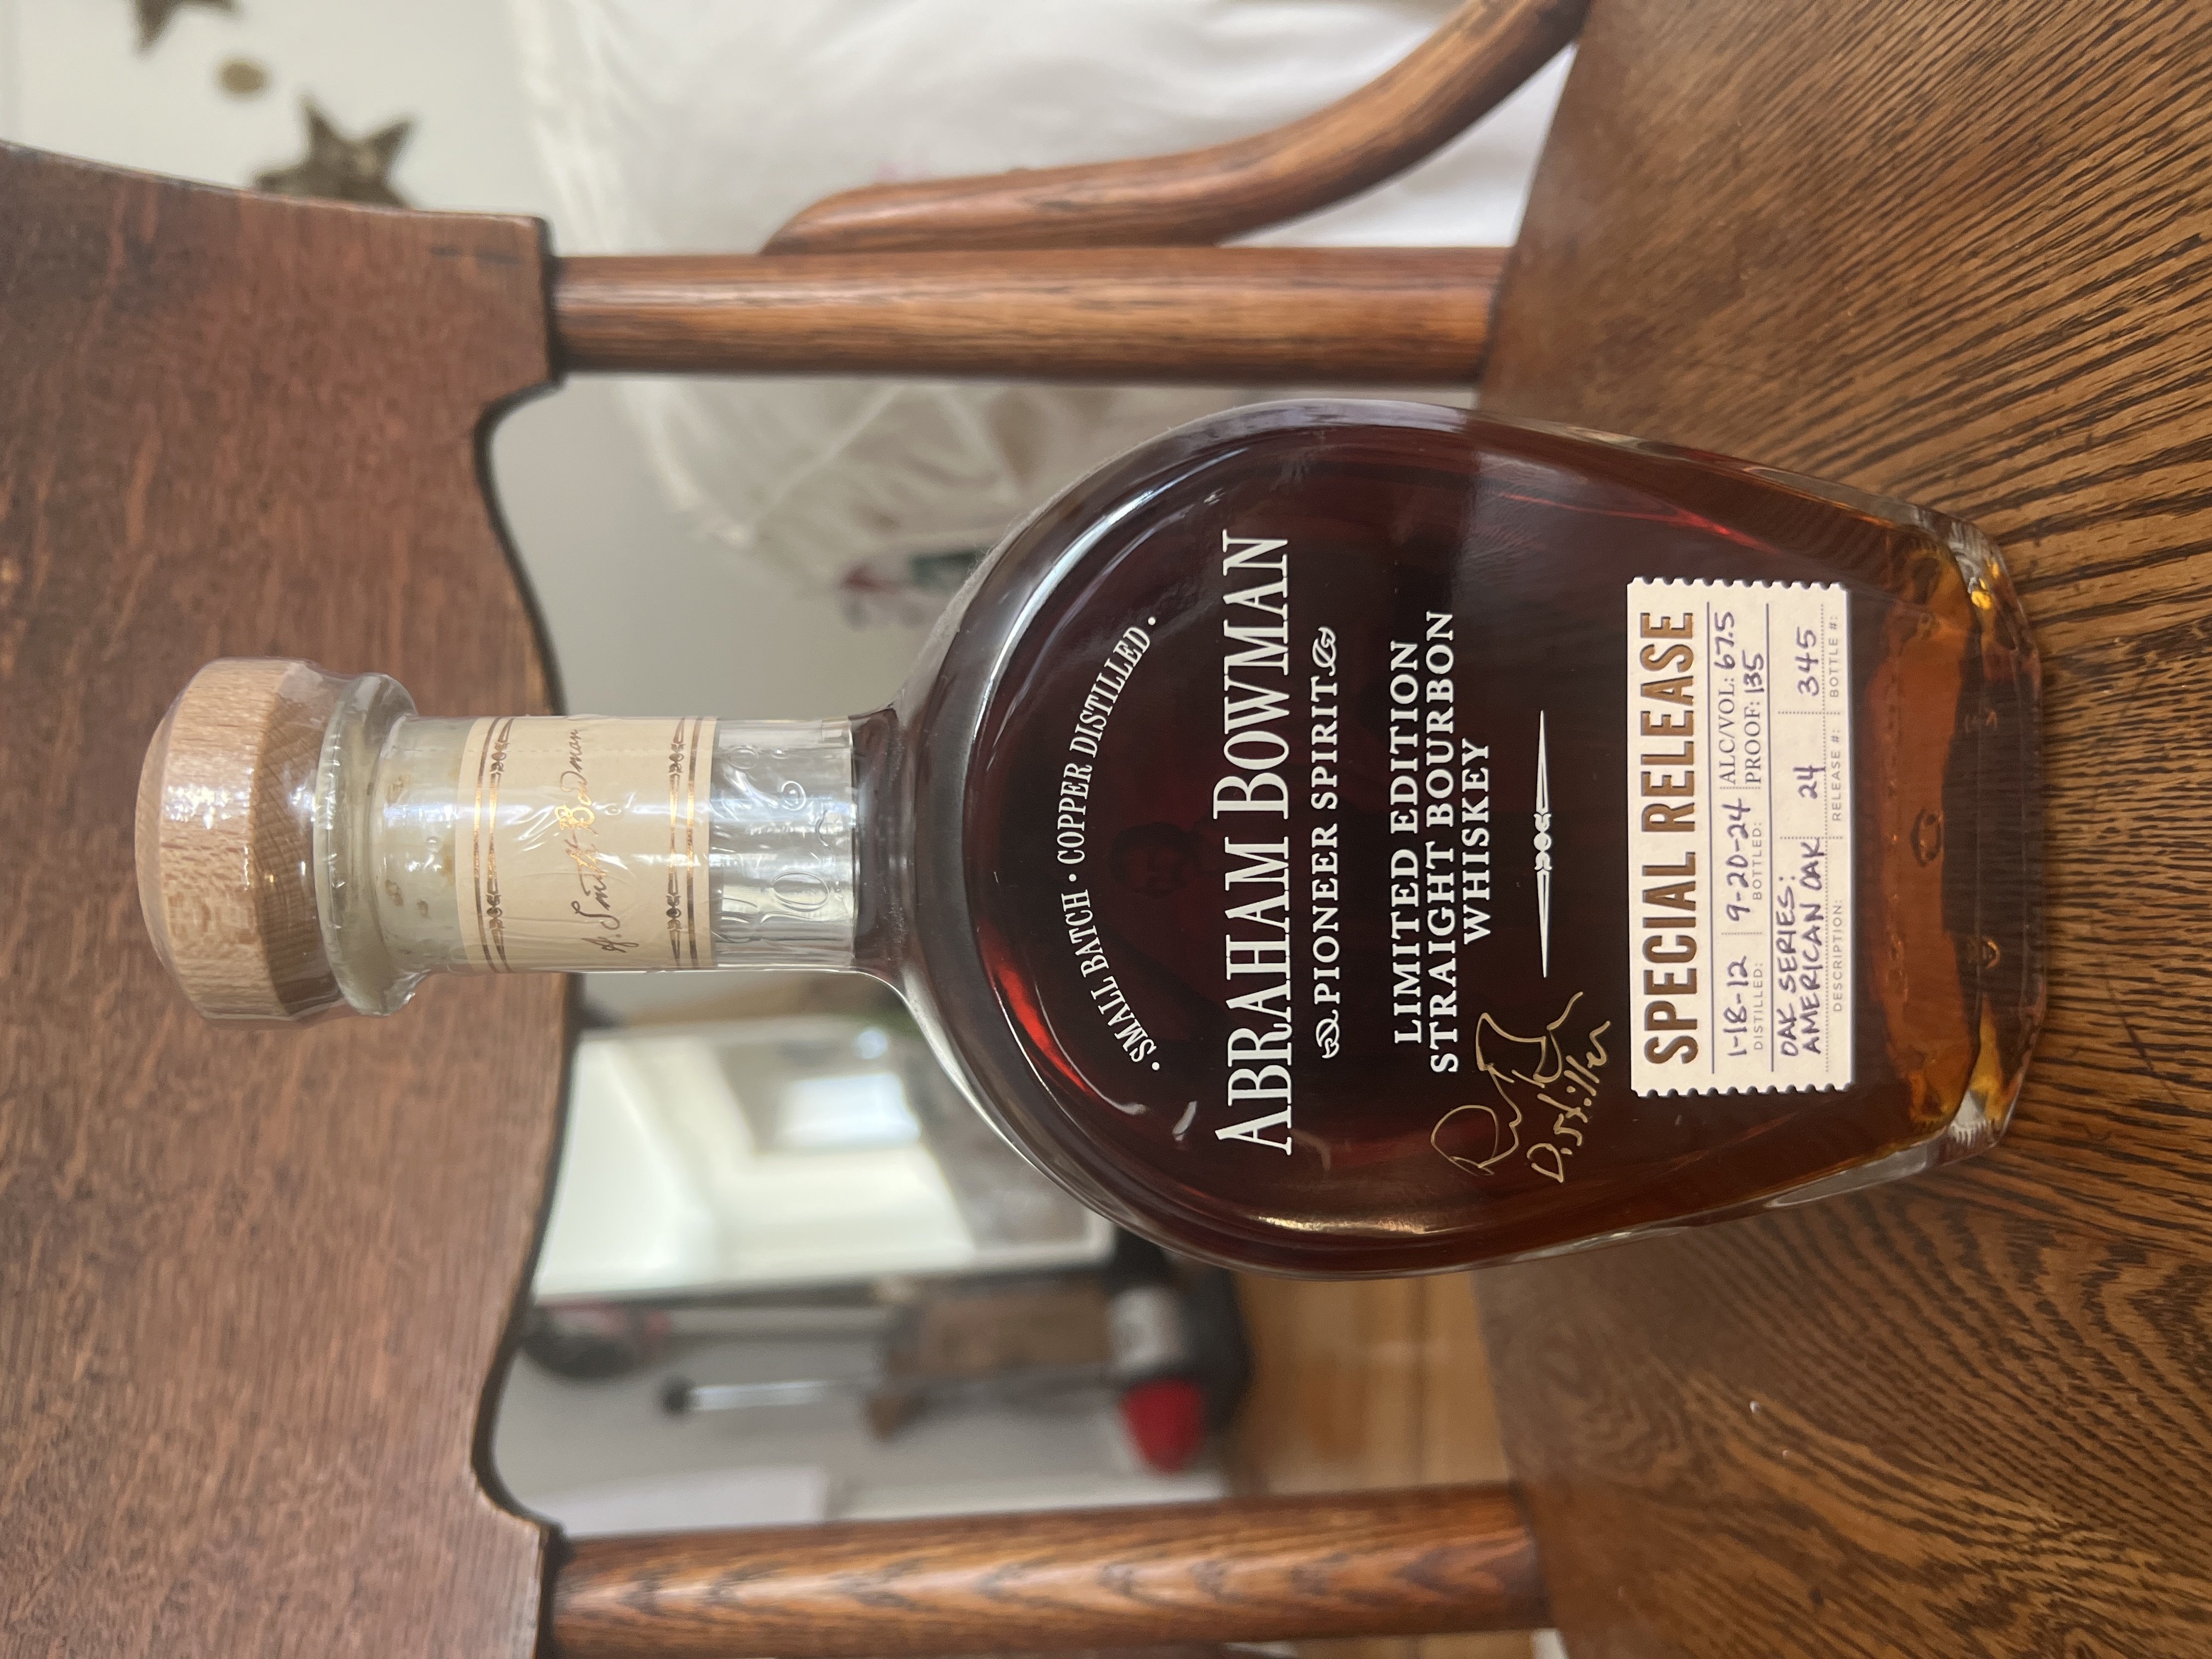 A. Smith Bowman
· SMALL BATCH · COPPER DISTILLED ·
ABRAHAM BOWMAN
PIONEER SPIRIT
LIMITED EDITION
STRAIGHT BOURBON
WHISKEY
Distiller
SPECIAL RELEASE
1-18-12 9-20-24 ALC/VOL: 67.5
DISTILLED: BOTTLED: PROOF: 135
OAK SERIES:
AMERICAN OAK 24 345
DESCRIPTION: RELEASE #: BOTTLE #: